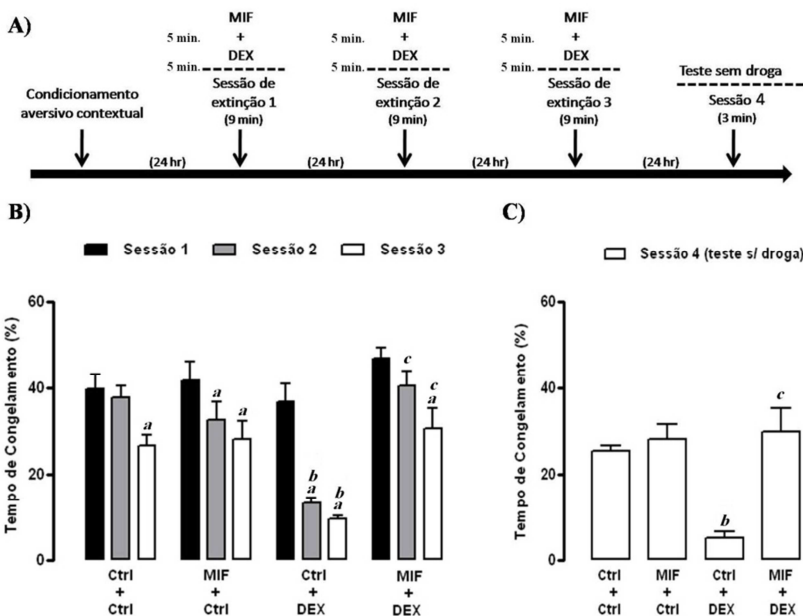 A)
Condicionamento
aversivo contextual
5 min.
MIF
+
5 min.
DEX
Sessão de
extinção 1
(9 min)
5 min.
MIF
+
5 min.
DEX
Sessão de
extinção 2
(9 min)
5 min.
MIF
+
5 min.
DEX
Sessão de
extinção 3
(9 min)
Teste sem droga
Sessão 4
(3 min)
(24 hr) (24 hr) (24 hr) (24 hr)
B)
Sessão 1 Sessão 2 Sessão 3
Tempo de Congelamento (%)
60
40
20
0
a
a
a
b
a
b
a
c
c
a
Ctrl
+
Ctrl
MIF
+
Ctrl
Ctrl
+
DEX
MIF
+
DEX
C)
Sessão 4 (teste s/ droga)
Tempo de Congelamento (%)
60
40
20
0
b
c
Ctrl
+
Ctrl
MIF
+
Ctrl
Ctrl
+
DEX
MIF
+
DEX